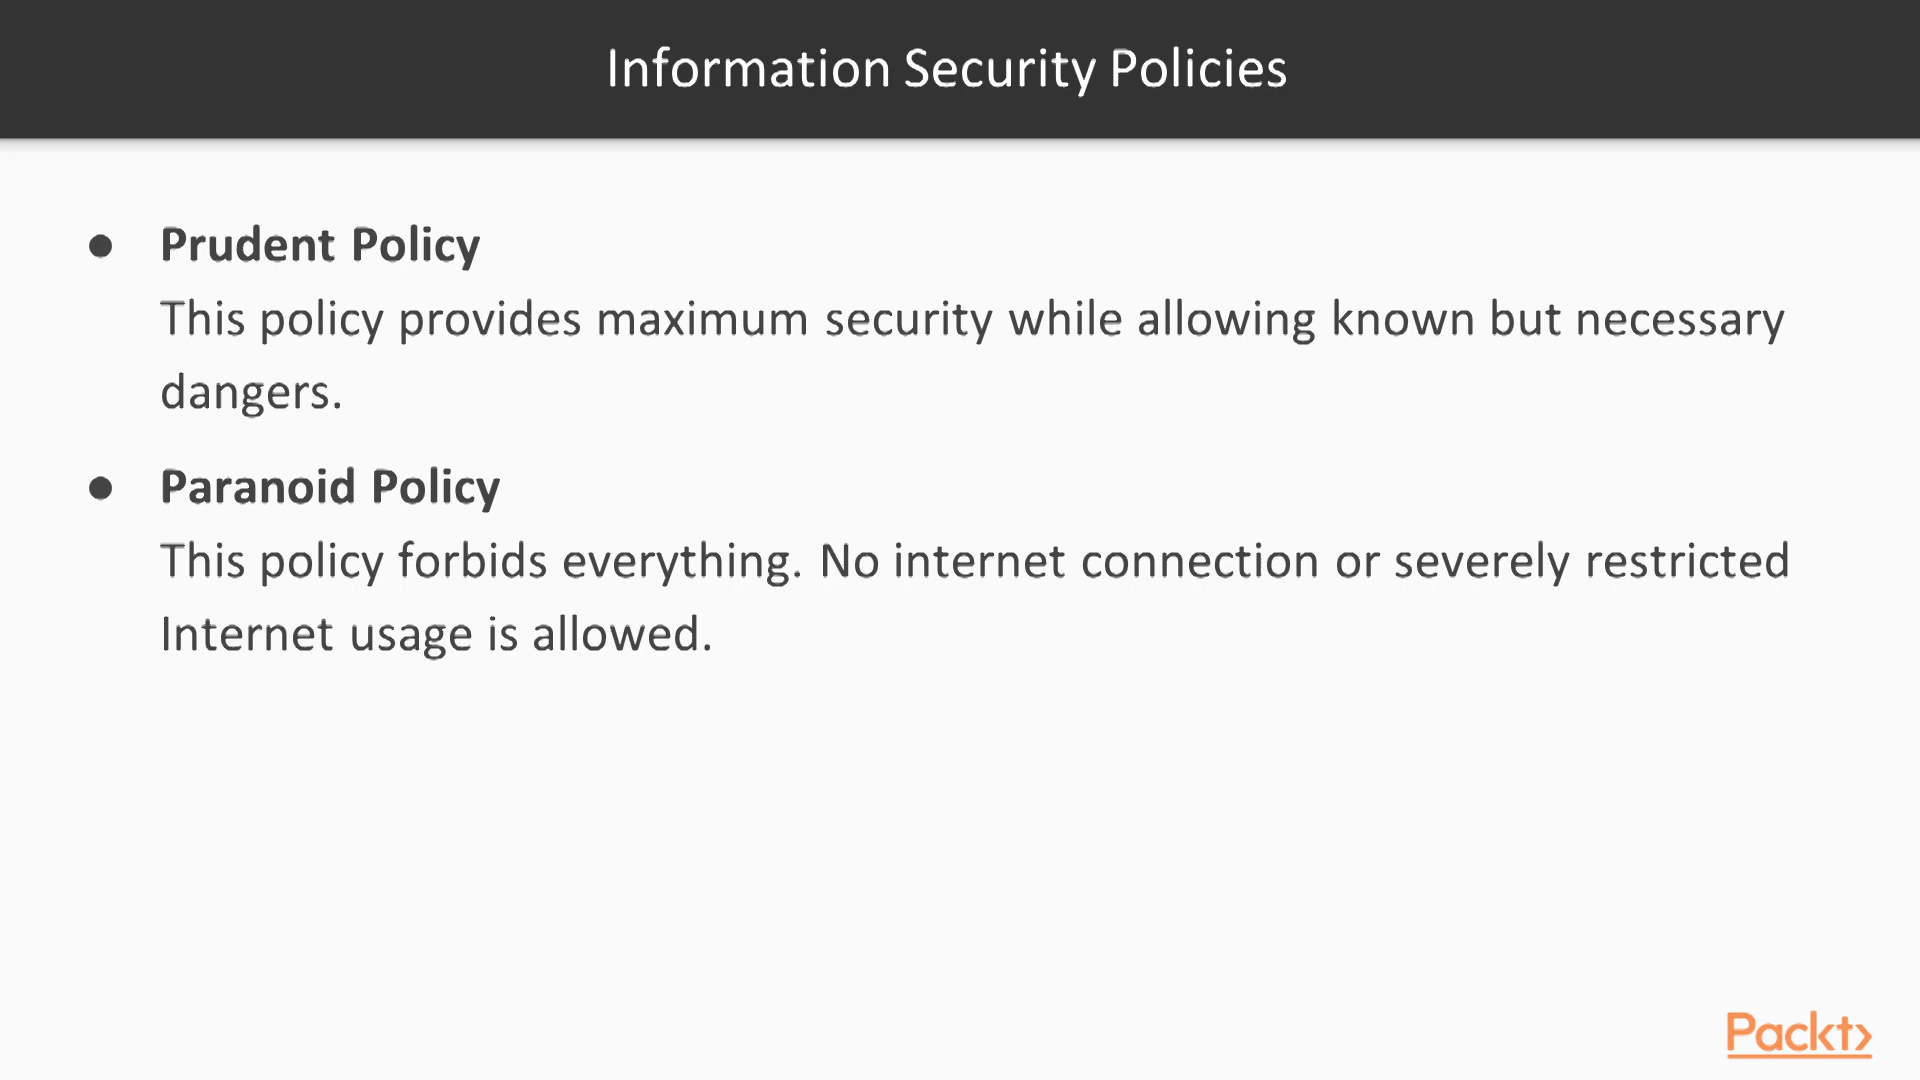 Information Security Policies
● Prudent Policy
This policy provides maximum security while allowing known but necessary
dangers.
● Paranoid Policy
This policy forbids everything. No internet connection or severely restricted
Internet usage is allowed.
Packt>